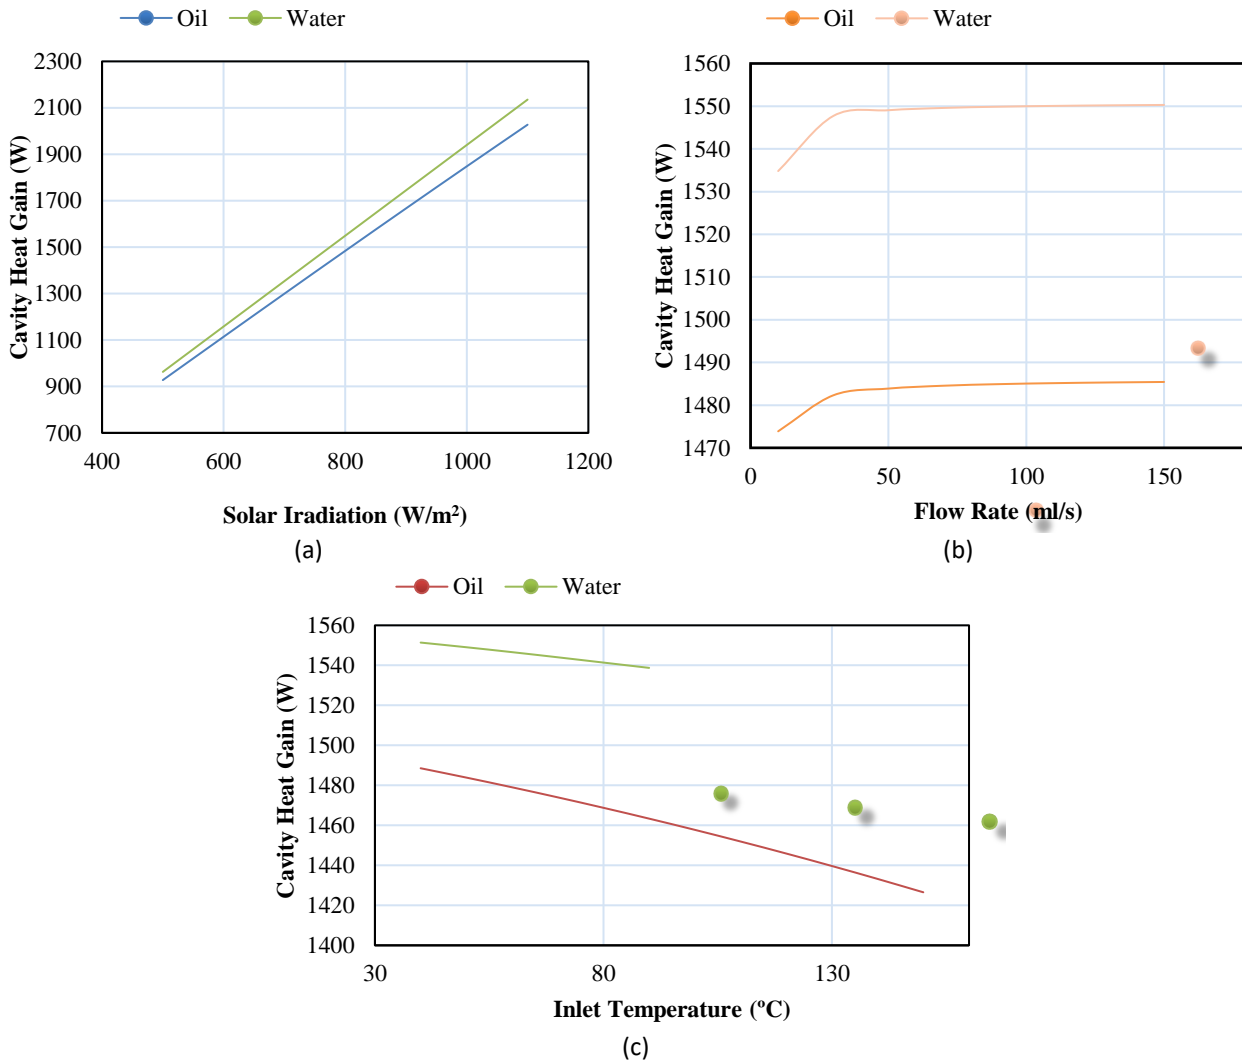 Oil Water
2300
2100
1900
1700
1500
1300
1100
900
700
400 600 800 1000 1200
Cavity Heat Gain (W)
Solar Iradiation (W/m²)
(a)
Oil Water
1560
1550
1540
1530
1520
1510
1500
1490
1480
1470
0 50 100 150
Cavity Heat Gain (W)
Flow Rate (ml/s)
(b)
Oil Water
1560
1540
1520
1500
1480
1460
1440
1420
1400
30 80 130
Cavity Heat Gain (W)
Inlet Temperature (ºC)
(c)